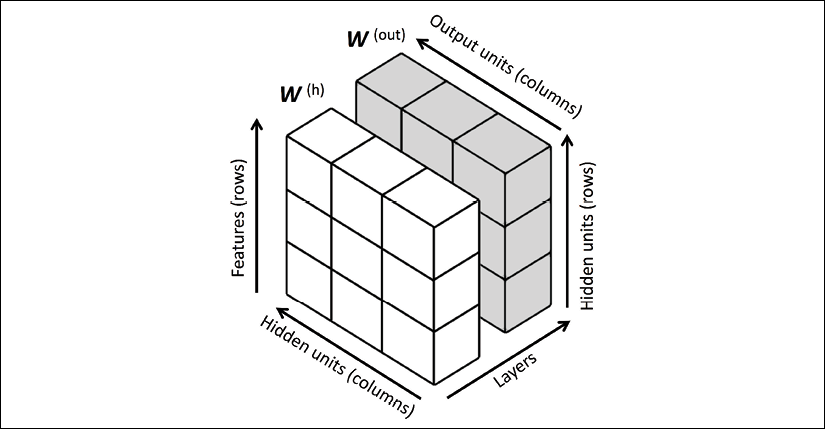 Output units (columns)
W (out)
W (h)
Features (rows)
Hidden units (rows)
Hidden units (columns)
Layers